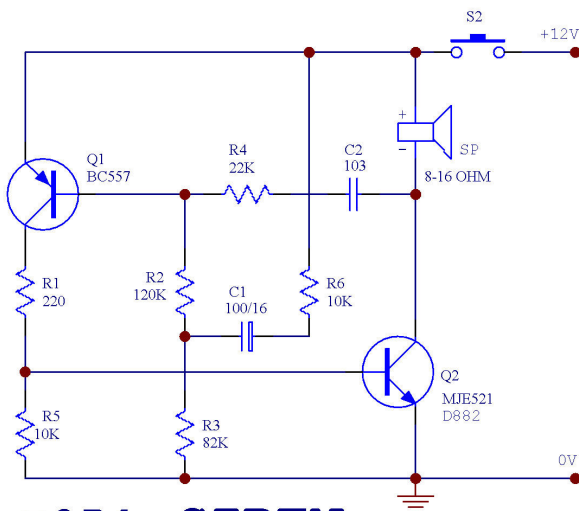 S2
+12V
Q1
BC557
R4
22K
C2
103
+
SP
−
8-16 OHM
R1
220
R2
120K
C1
100/16
R6
10K
Q2
MJE521
D882
R5
10K
R3
82K
0V